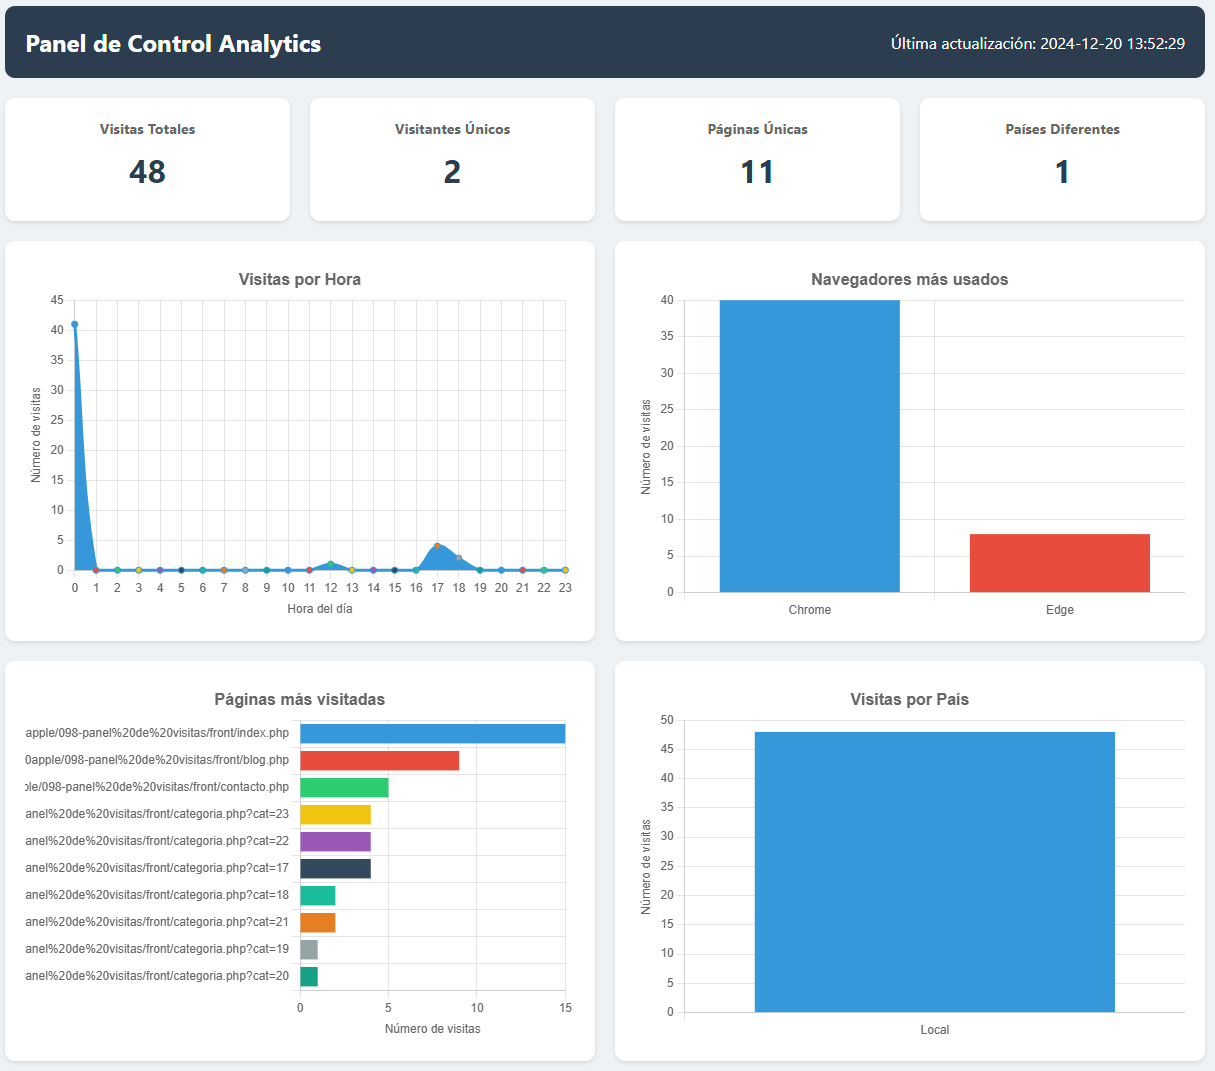 Panel de Control Analytics
Última actualización: 2024-12-20 13:52:29
Visitas Totales
48
Visitantes Únicos
2
Páginas Únicas
11
Países Diferentes
1
Visitas por Hora
Número de visitas
45
40
35
30
25
20
15
10
5
0
0 1 2 3 4 5 6 7 8 9 10 11 12 13 14 15 16 17 18 19 20 21 22 23
Hora del día
Navegadores más usados
Número de visitas
40
35
30
25
20
15
10
5
0
Chrome Edge
Páginas más visitadas
apple/098-panel%20de%20visitas/front/index.php
0apple/098-panel%20de%20visitas/front/blog.php
le/098-panel%20de%20visitas/front/contacto.php
anel%20de%20visitas/front/categoria.php?cat=23
anel%20de%20visitas/front/categoria.php?cat=22
anel%20de%20visitas/front/categoria.php?cat=17
anel%20de%20visitas/front/categoria.php?cat=18
anel%20de%20visitas/front/categoria.php?cat=21
anel%20de%20visitas/front/categoria.php?cat=19
anel%20de%20visitas/front/categoria.php?cat=20
0 5 10 15
Número de visitas
Visitas por País
Número de visitas
50
45
40
35
30
25
20
15
10
5
0
Local